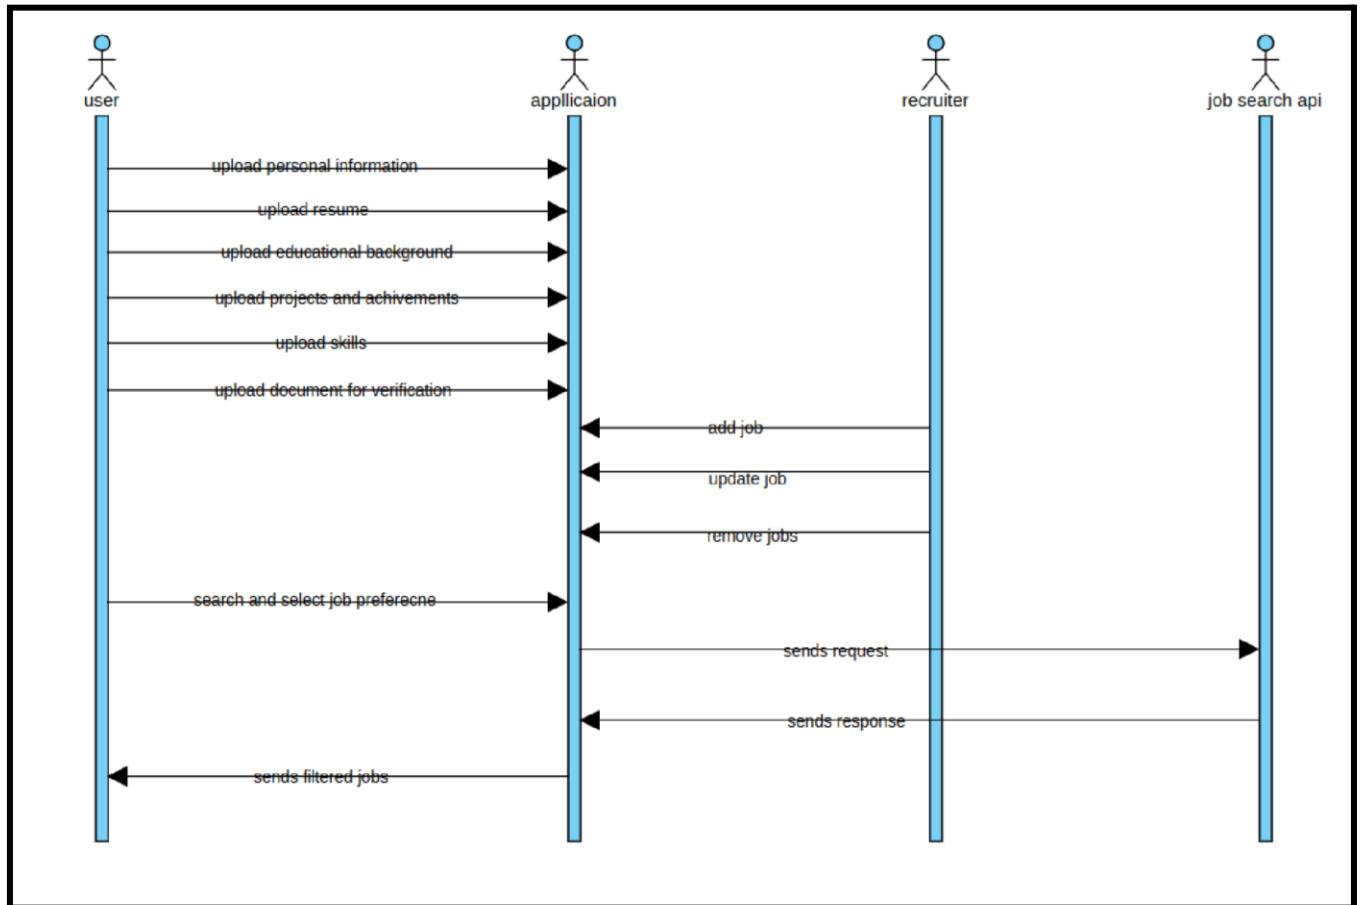 user
appllicaion
recruiter
job search api
upload personal information
upload resume
upload educational background
upload projects and achivements
upload skills
upload document for verification
add job
update job
remove jobs
search and select job preferecne
sends request
sends response
sends filtered jobs